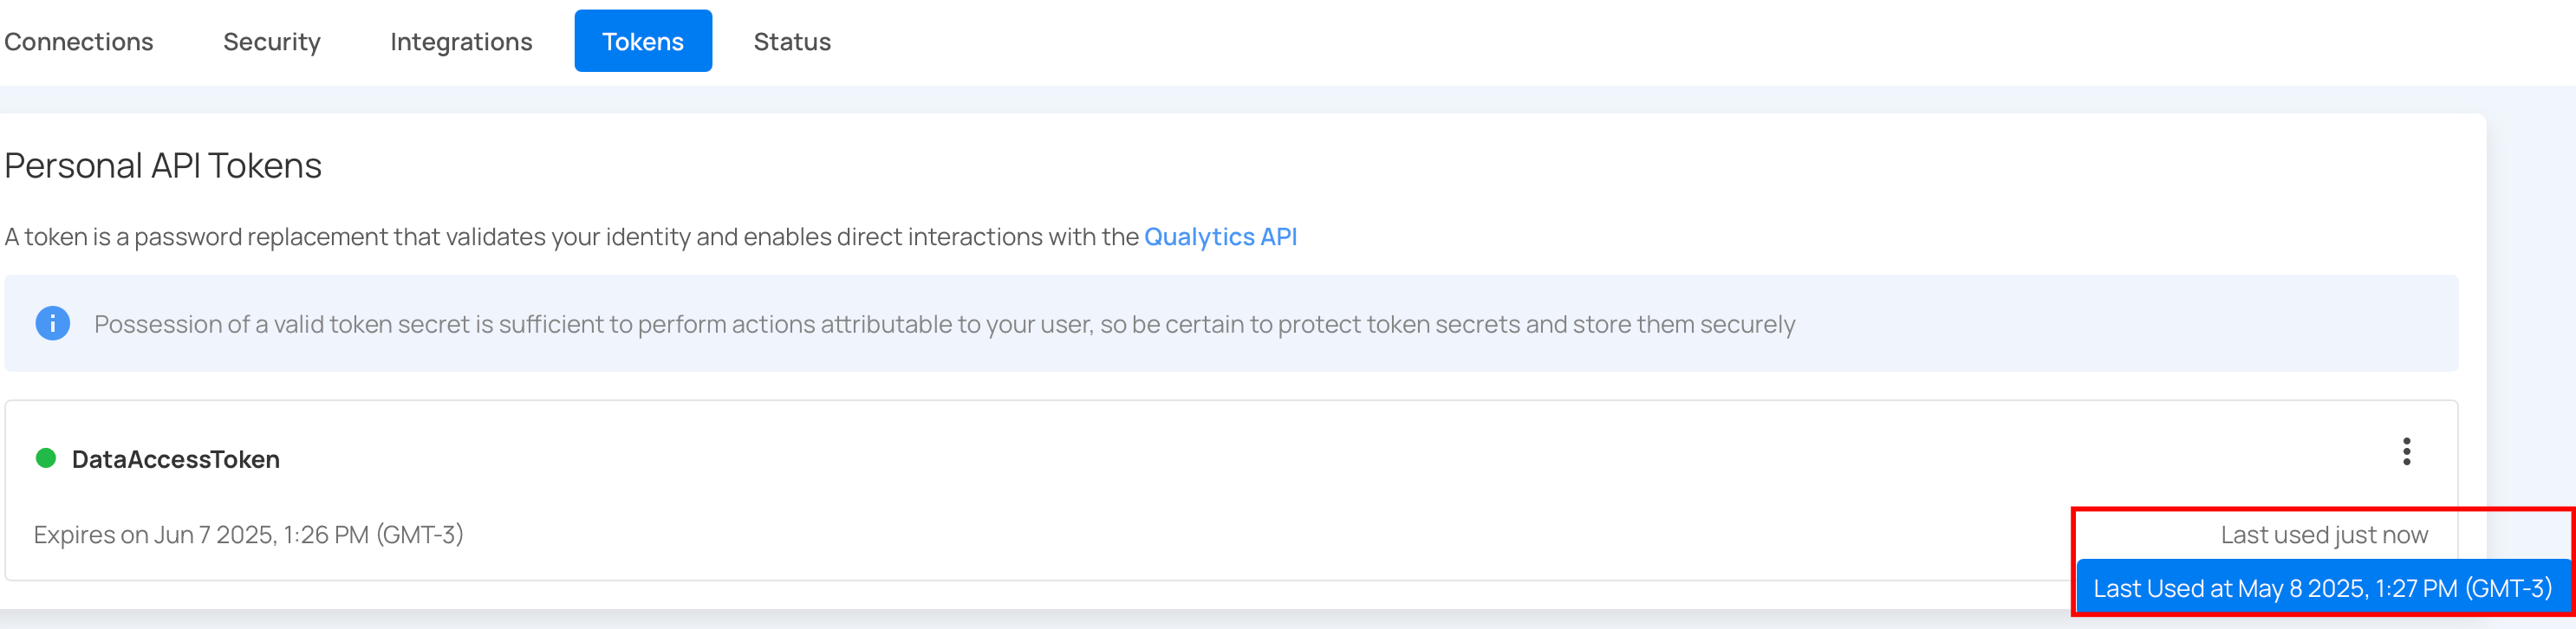 Connections Security Integrations Tokens Status
Personal API Tokens
A token is a password replacement that validates your identity and enables direct interactions with the Qualytics API
Possession of a valid token secret is sufficient to perform actions attributable to your user, so be certain to protect token secrets and store them securely
DataAccessToken
Expires on Jun 7 2025, 1:26 PM (GMT-3)
Last used just now
Last Used at May 8 2025, 1:27 PM (GMT-3)